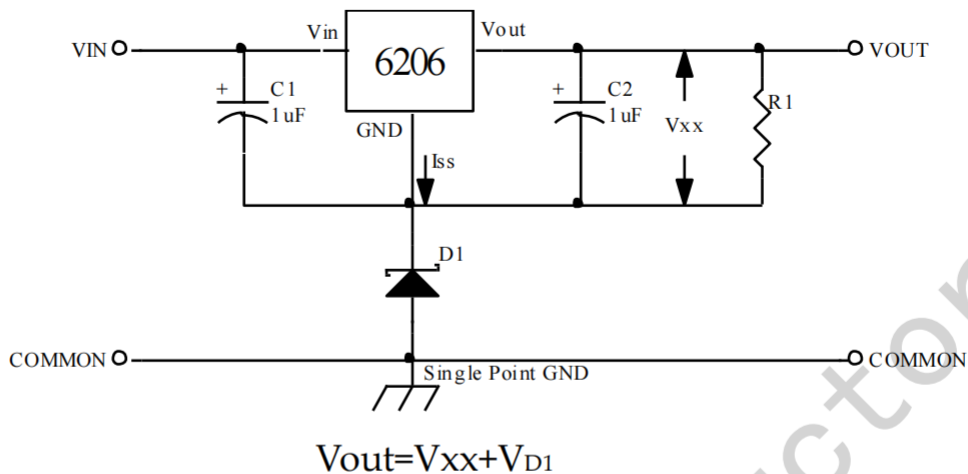 VIN
Vin
6206
Vout
VOUT
+
C1
1uF
GND
Iss
+
C2
1uF
Vxx
R1
D1
COMMON
COMMON
Single Point GND
Vout=Vxx+VD1
ctor